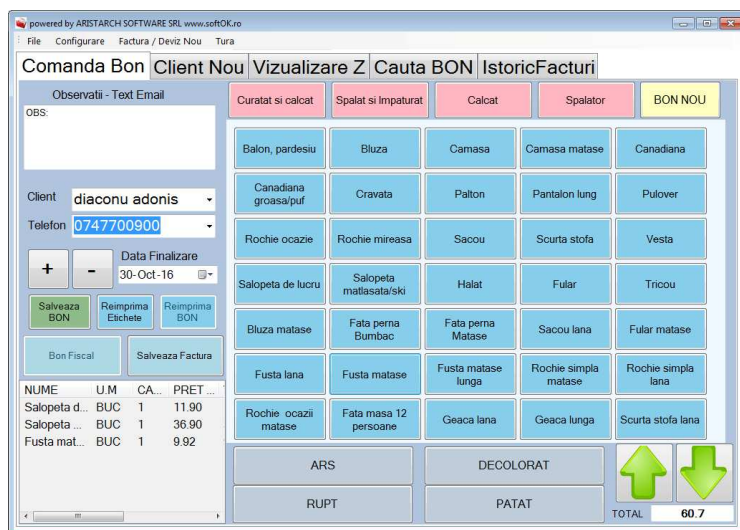 powered by ARISTARCH SOFTWARE SRL www.softOK.ro
File Configurare Factura / Deviz Nou Tura
Comanda Bon Client Nou Vizualizare Z Cauta BON IstoricFacturi
Observatii - Text Email
OBS:
Client diaconu adonis
Telefon 0747700900
+ - Data Finalizare
30-Oct-16
Salveaza BON
Reimprima Etichete
Reimprima BON
Bon Fiscal Salveaza Factura
NUME U.M CA... PRET ...
Salopeta d... BUC 1 11.90
Salopeta ... BUC 1 36.90
Fusta mat... BUC 1 9.92
Curatat si calcat Spalat si Impaturat Calcat Spalator BON NOU
Balon, pardesiu Bluza Camasa Camasa matase Canadiana
Canadiana groasa/puf Cravata Palton Pantalon lung Pulover
Rochie ocazie Rochie mireasa Sacou Scurta stofa Vesta
Salopeta de lucru Salopeta matlasata/ski Halat Fular Tricou
Bluza matase Fata perna Bumbac Fata perna Matase Sacou lana Fular matase
Fusta lana Fusta matase Fusta matase lunga Rochie simpla matase Rochie simpla lana
Rochie ocazii matase Fata masa 12 persoane Geaca lana Geaca lunga Scurta stofa lana
ARS DECOLORAT
RUPT PATAT
TOTAL 60.7